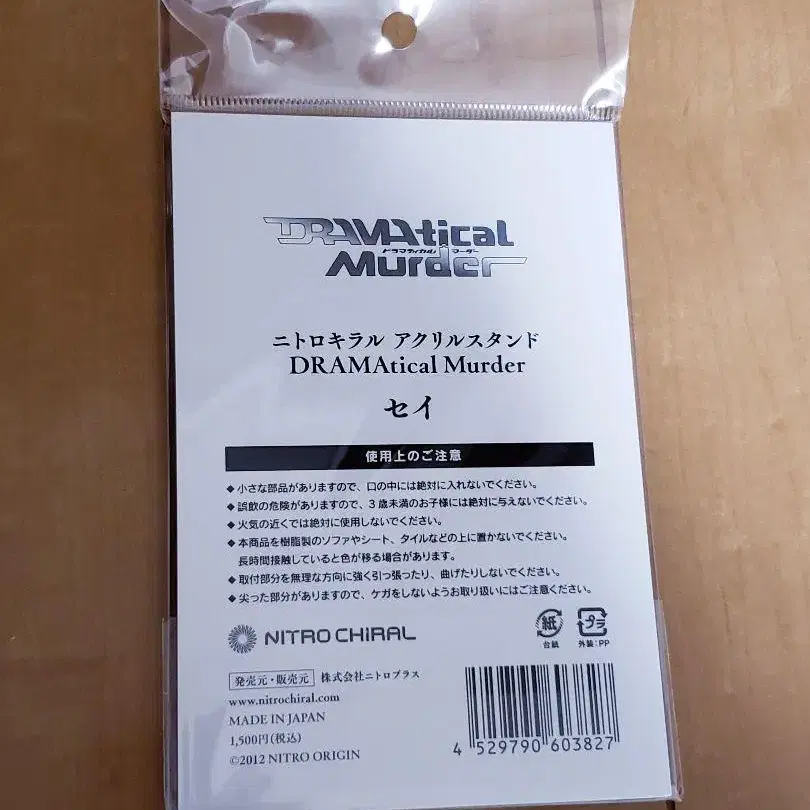 DRAMAtical
ドラマティカル マーダー
Murder
ニトロキラル アクリルスタンド
DRAMAtical Murder
セイ
使用上のご注意
◆小さな部品がありますので、口の中には絶対に入れないでください。
◆誤飲の危険がありますので、3歳未満のお子様には絶対に与えないでください。
◆火気の近くでは絶対に使用しないでください。
◆本商品を樹脂製のソファやシート、タイルなどの上に置かないでください。
長時間接触していると色が移る場合があります。
◆取付部分を無理な方向に強く引っ張ったり、曲げたりしないでください。
◆尖った部分がありますので、ケガをしないようお取り扱いにはご注意ください。
NITRO CHIRAL
紙
台紙
プラ
外装:PP
発売元・販売元 株式会社ニトロプラス
www.nitrochiral.com
MADE IN JAPAN
1,500円(税込)
©2012 NITRO ORIGIN
4 529790 603827